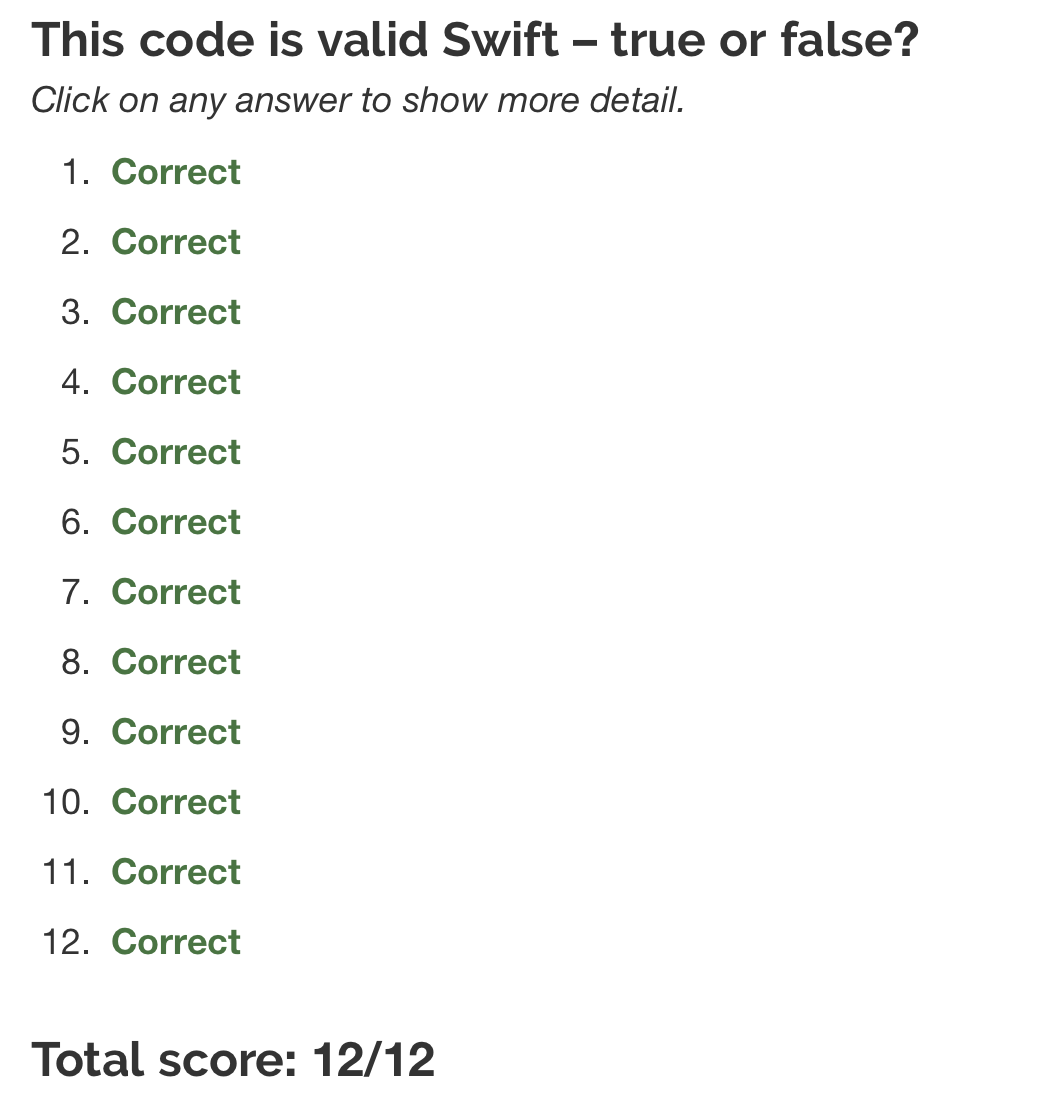 This code is valid Swift – true or false?
Click on any answer to show more detail.
1. Correct
2. Correct
3. Correct
4. Correct
5. Correct
6. Correct
7. Correct
8. Correct
9. Correct
10. Correct
11. Correct
12. Correct
Total score: 12/12